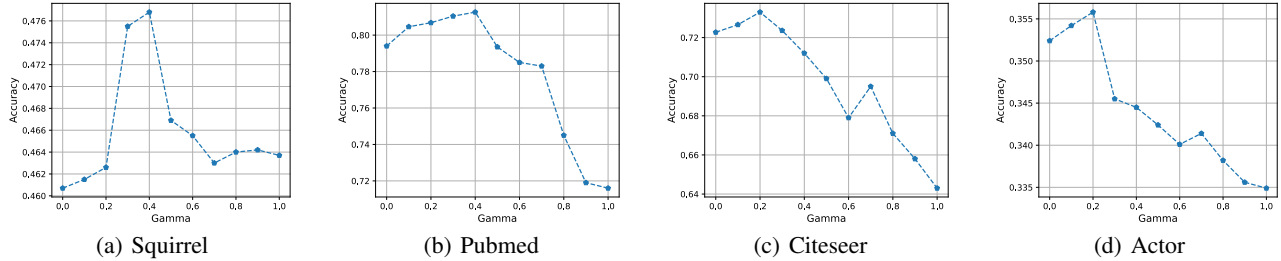 0,476
0,474
0,472
0,470
0,468
0,466
0,464
0,462
0,460
Accuracy
0,0 0,2 0,4 0,6 0,8 1,0
Gamma
(a) Squirrel
0,80
0,78
0,76
0,74
0,72
Accuracy
0,0 0,2 0,4 0,6 0,8 1,0
Gamma
(b) Pubmed
0,72
0,70
0,68
0,66
0,64
Accuracy
0,0 0,2 0,4 0,6 0,8 1,0
Gamma
(c) Citeseer
0,355
0,350
0,345
0,340
0,335
Accuracy
0,0 0,2 0,4 0,6 0,8 1,0
Gamma
(d) Actor